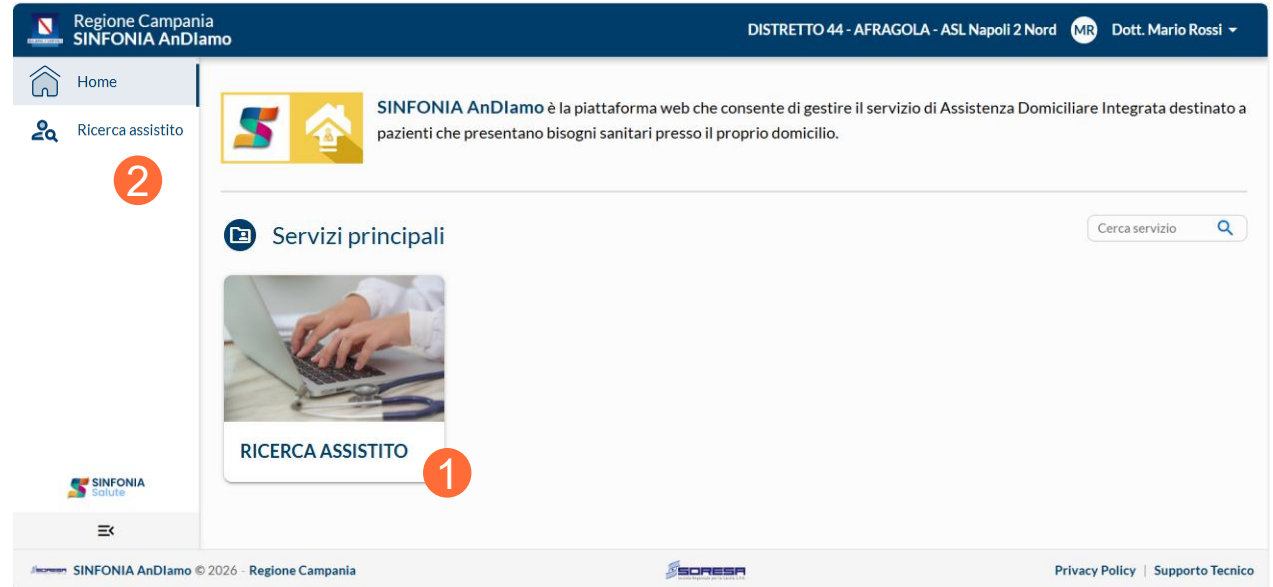 Regione Campania
SINFONIA AnDIamo
DISTRETTO 44 - AFRAGOLA - ASL Napoli 2 Nord MR Dott. Mario Rossi
Home
Ricerca assistito
2
SINFONIA AnDIamo è la piattaforma web che consente di gestire il servizio di Assistenza Domiciliare Integrata destinato a
pazienti che presentano bisogni sanitari presso il proprio domicilio.
Servizi principali
Cerca servizio
RICERCA ASSISTITO
1
SINFONIA
Salute
SORESA SINFONIA AnDIamo © 2026 - Regione Campania
SORESA
Privacy Policy | Supporto Tecnico